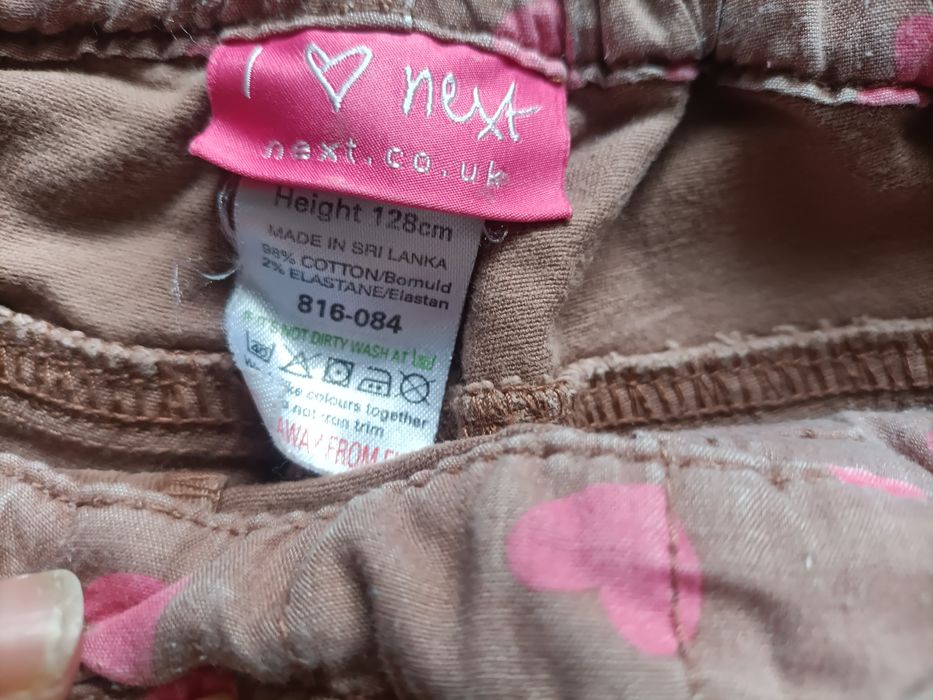 I ♡ next
next.co.uk
Height 128cm
MADE IN SRI LANKA
98% COTTON/Bomuld
2% ELASTANE/Elastan
816-084
NOT DIRTY WASH AT
colours together
not iron trim
AWAY FROM